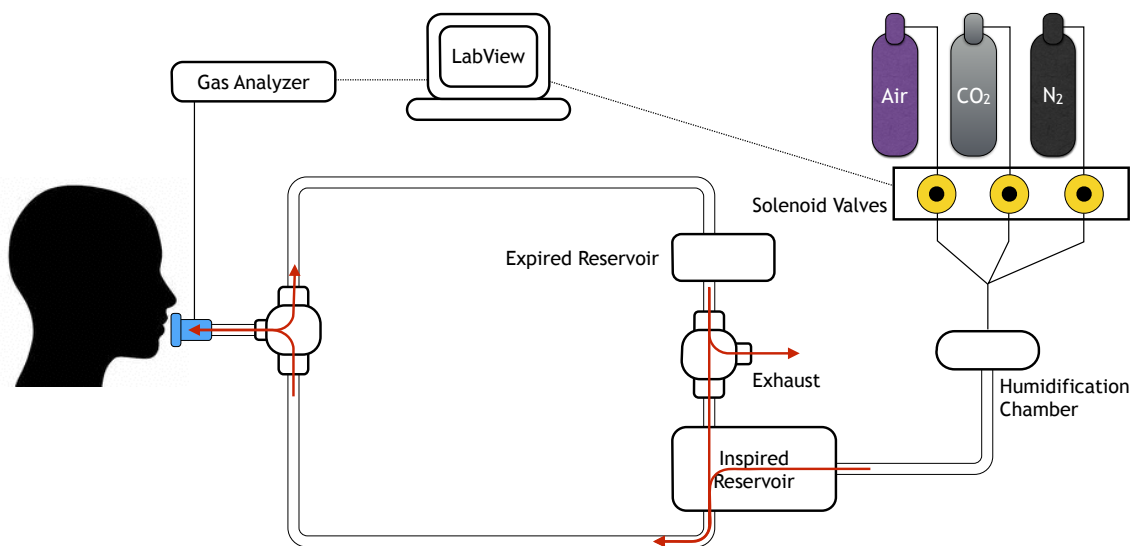 LabView
Gas Analyzer
Air
CO₂
N₂
Solenoid Valves
Expired Reservoir
Exhaust
Humidification
Chamber
Inspired
Reservoir